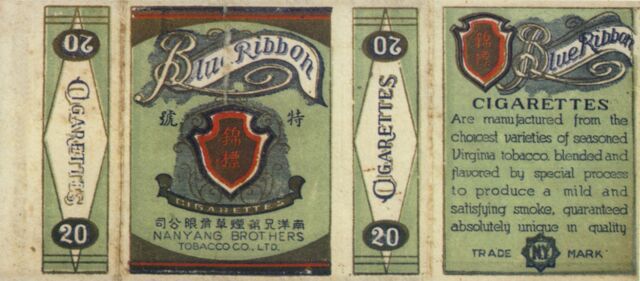 20
CIGARETTES
20
Blue Ribbon
特號
錦標
CIGARETTES
南洋兄弟煙草有限公司
NANYANG BROTHERS
TOBACCO CO., LTD.
20
CIGARETTES
20
錦標
Blue Ribbon
CIGARETTES
Are manufactured from the
choicest varieties of seasoned
Virginia tobacco. blended and
flavored by special process
to produce a mild and
satisfying smoke, guaranteed
absolutely unique in quality
TRADE NY MARK